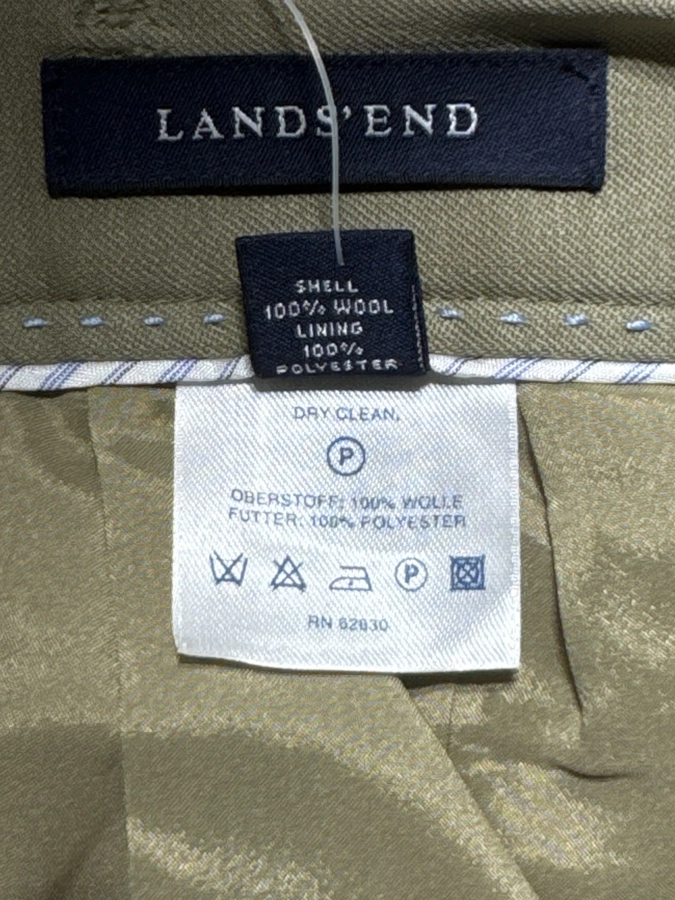 LANDS' END
SHELL
100% WOOL
LINING
100%
POLYESTER
DRY CLEAN.
P
OBERSTOFF: 100% WOLLE
FUTTER: 100% POLYESTER
P
RN 62830